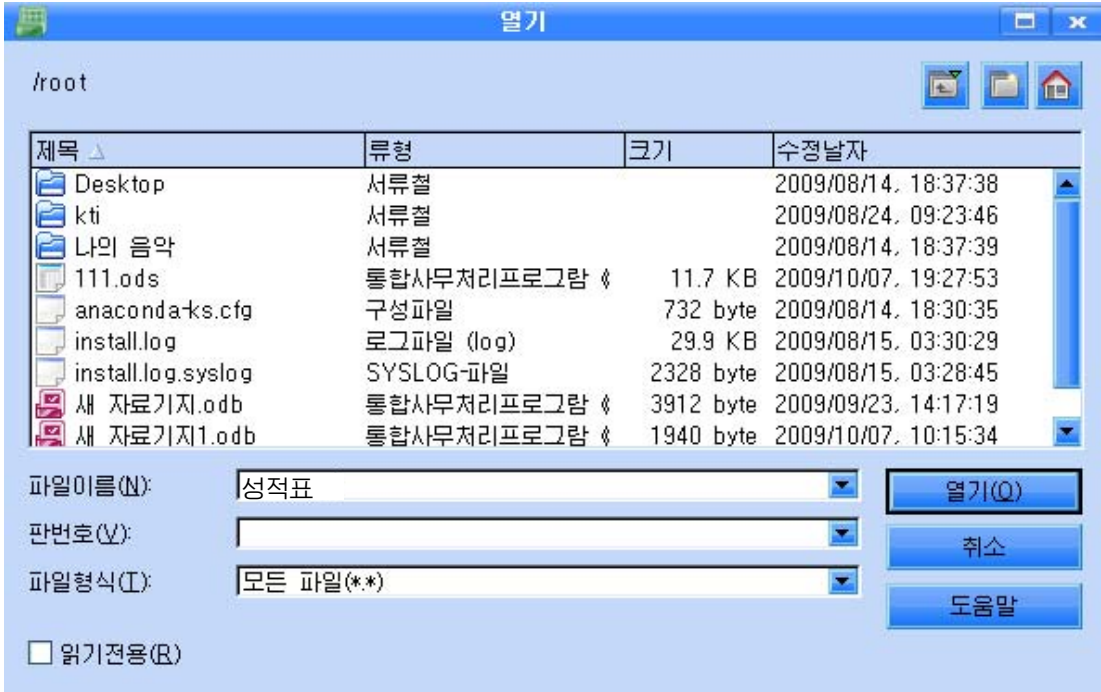 열기
/root
제목 류형 크기 수정날자
Desktop 서류철 2009/08/14, 18:37:38
kti 서류철 2009/08/24, 09:23:46
나의 음악 서류철 2009/08/14, 18:37:39
111.ods 통합사무처리프로그람 《 11.7 KB 2009/10/07, 19:27:53
anaconda-ks.cfg 구성파일 732 byte 2009/08/14, 18:30:35
install.log 로그파일 (log) 29.9 KB 2009/08/15, 03:30:29
install.log.syslog SYSLOG-파일 2328 byte 2009/08/15, 03:28:45
새 자료기지.odb 통합사무처리프로그람 《 3912 byte 2009/09/23, 14:17:19
새 자료기지1.odb 통합사무처리프로그람 《 1940 byte 2009/10/07, 10:15:34
파일이름(N): 성적표 열기(O)
판번호(V): 취소
파일형식(T): 모든 파일(*.*) 도움말
읽기전용(R)